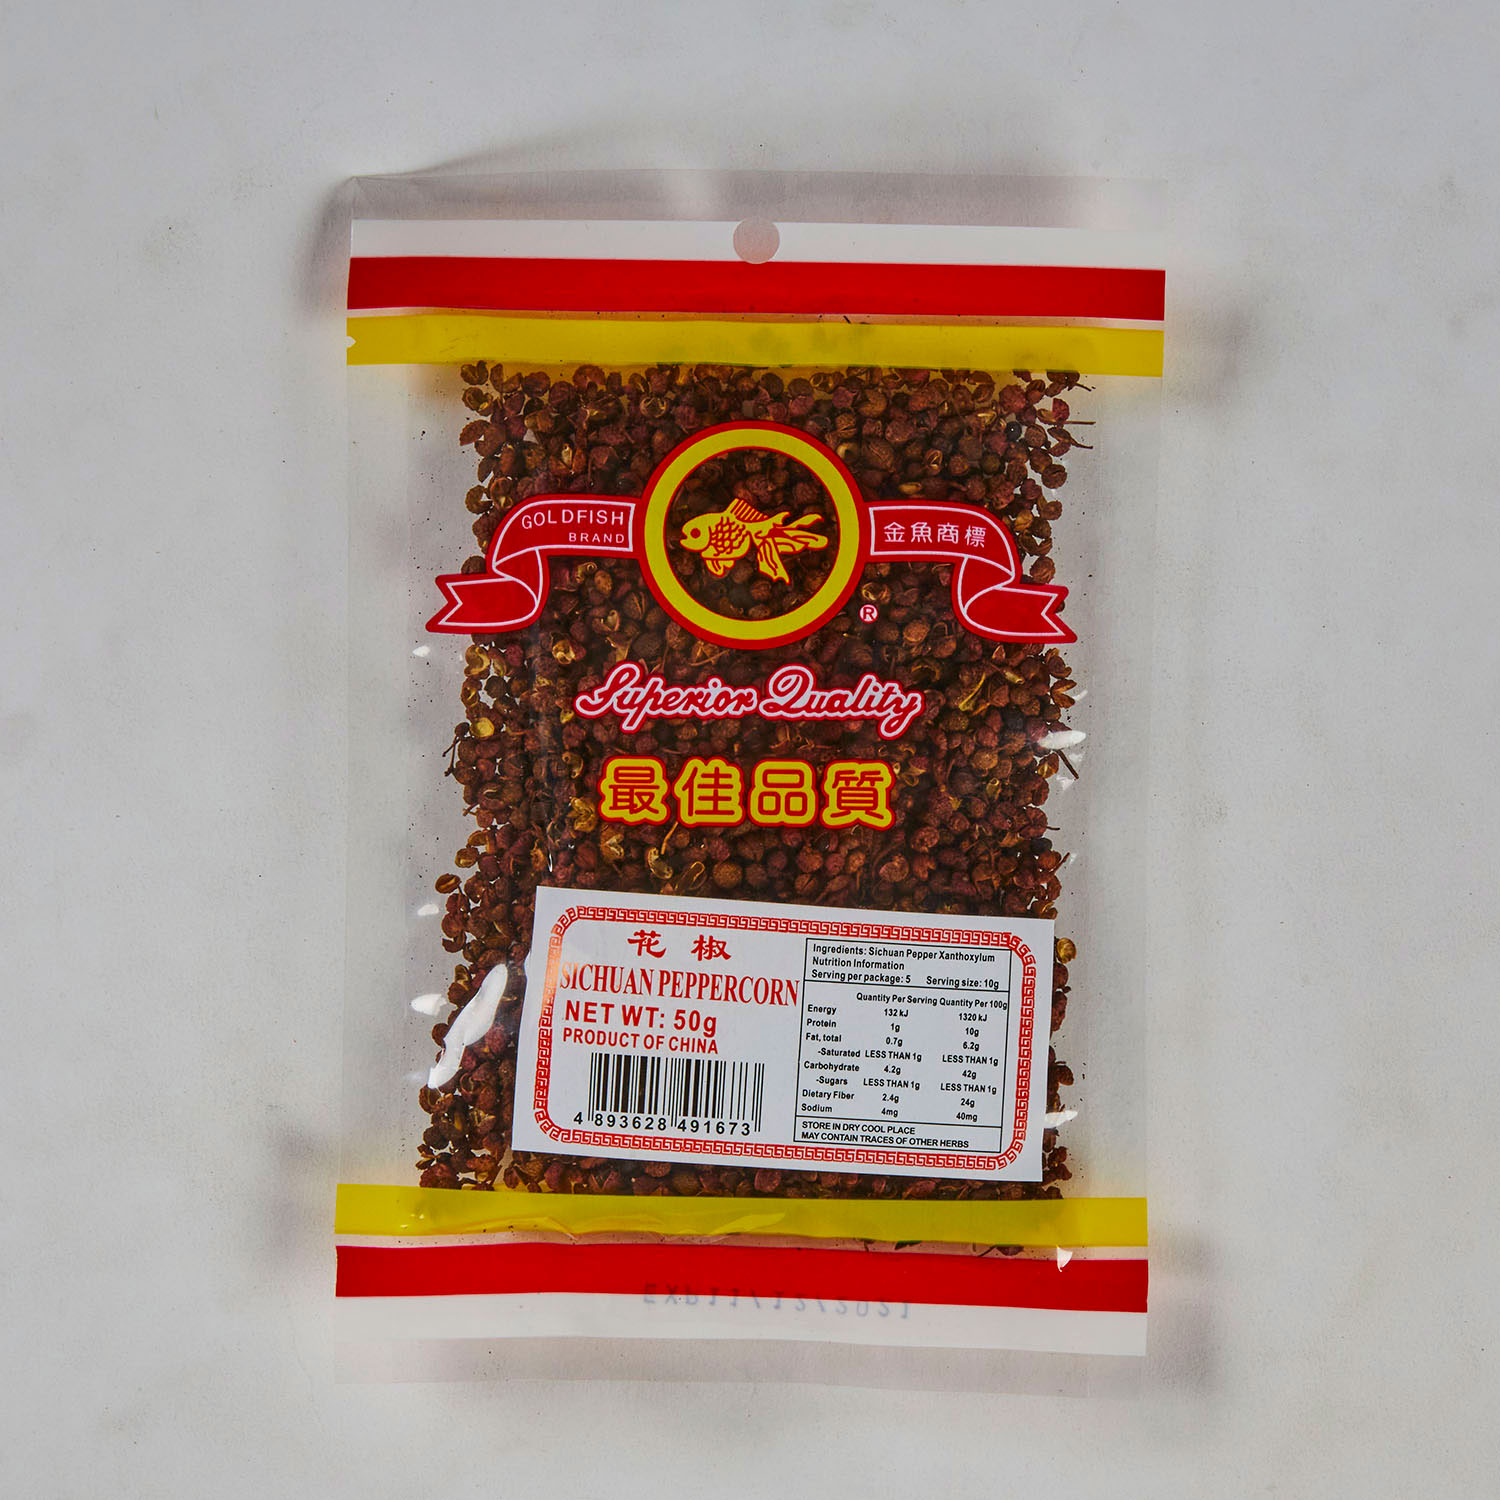 GOLDFISH
BRAND
金魚商標
®
Superior Quality
最佳品質
花椒
SICHUAN PEPPERCORN
NET WT: 50g
PRODUCT OF CHINA
4 893628 491673
Ingredients: Sichuan Pepper Xanthoxylum
Nutrition Information
Serving per package: 5 Serving size: 10g
Quantity Per Serving Quantity Per 100g
Energy 132 kJ 1320 kJ
Protein 1g 10g
Fat, total 0.7g 6.2g
-Saturated LESS THAN 1g LESS THAN 1g
Carbohydrate 4.2g 42g
-Sugars LESS THAN 1g LESS THAN 1g
Dietary Fiber 2.4g 24g
Sodium 4mg 40mg
STORE IN DRY COOL PLACE
MAY CONTAIN TRACES OF OTHER HERBS
EXP11/12/2021